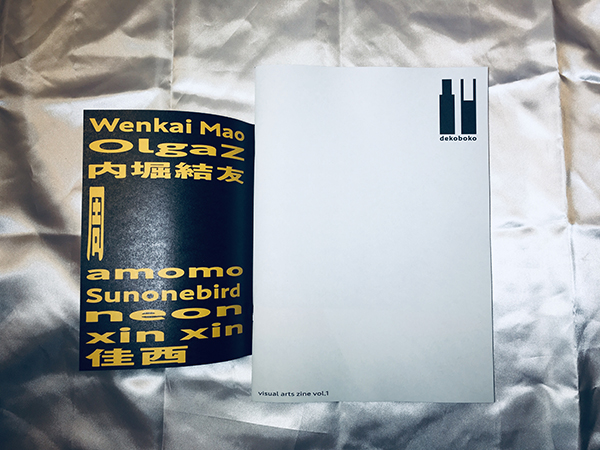 Wenkai Mao
OlgaZ
内堀結友
amomo
Sunonebird
neon
xin xin
佳西
dekoboko
visual arts zine vol,1